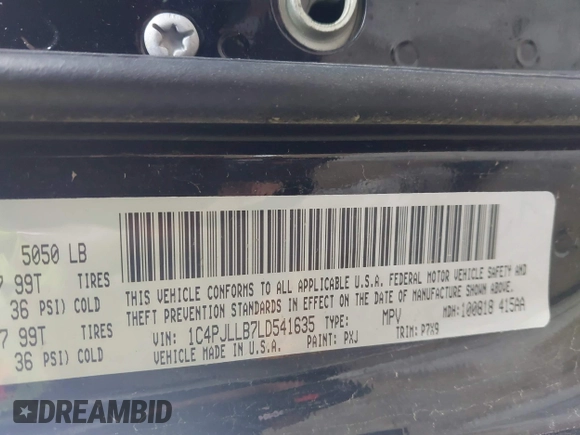 5050 LB
99T TIRES
36 PSI) COLD
99T TIRES
36 PSI) COLD
THIS VEHICLE CONFORMS TO ALL APPLICABLE U.S.A. FEDERAL MOTOR VEHICLE SAFETY AND
THEFT PREVENTION STANDARDS IN EFFECT ON THE DATE OF MANUFACTURE SHOWN ABOVE.
VIN: 1C4PJLLB7LD541635 TYPE: MPV MDH: 100818 415AA
VEHICLE MADE IN U.S.A. PAINT: PXJ TRIM: P7X9
DREAMBID